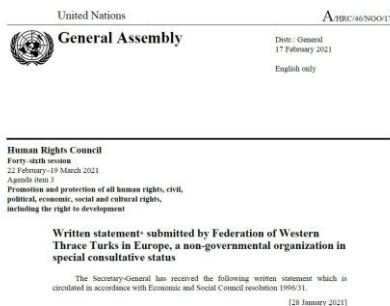 United Nations
A/HRC/46/NGO/17
General Assembly
Distr.: General
17 February 2021
English only
Human Rights Council
Forty-sixth session
22 February–19 March 2021
Agenda item 3
Promotion and protection of all human rights, civil,
political, economic, social and cultural rights,
including the right to development
Written statement* submitted by Federation of Western
Thrace Turks in Europe, a non-governmental organization in
special consultative status
The Secretary-General has received the following written statement which is
circulated in accordance with Economic and Social Council resolution 1996/31.
[28 January 2021]